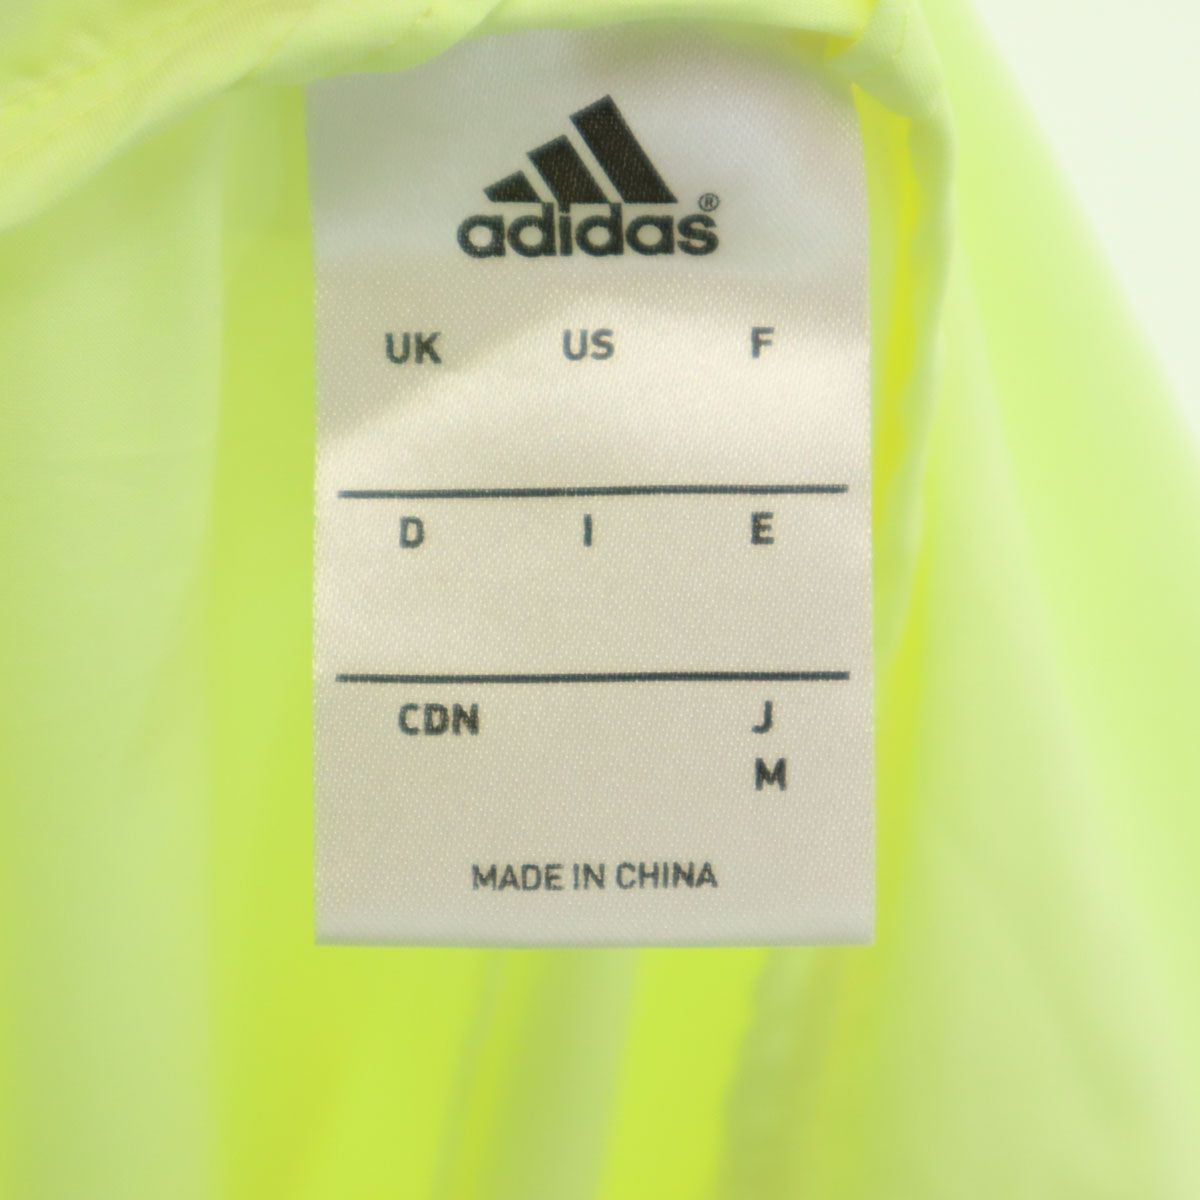 adidas®
UK US F
D I E
CDN J
M
MADE IN CHINA